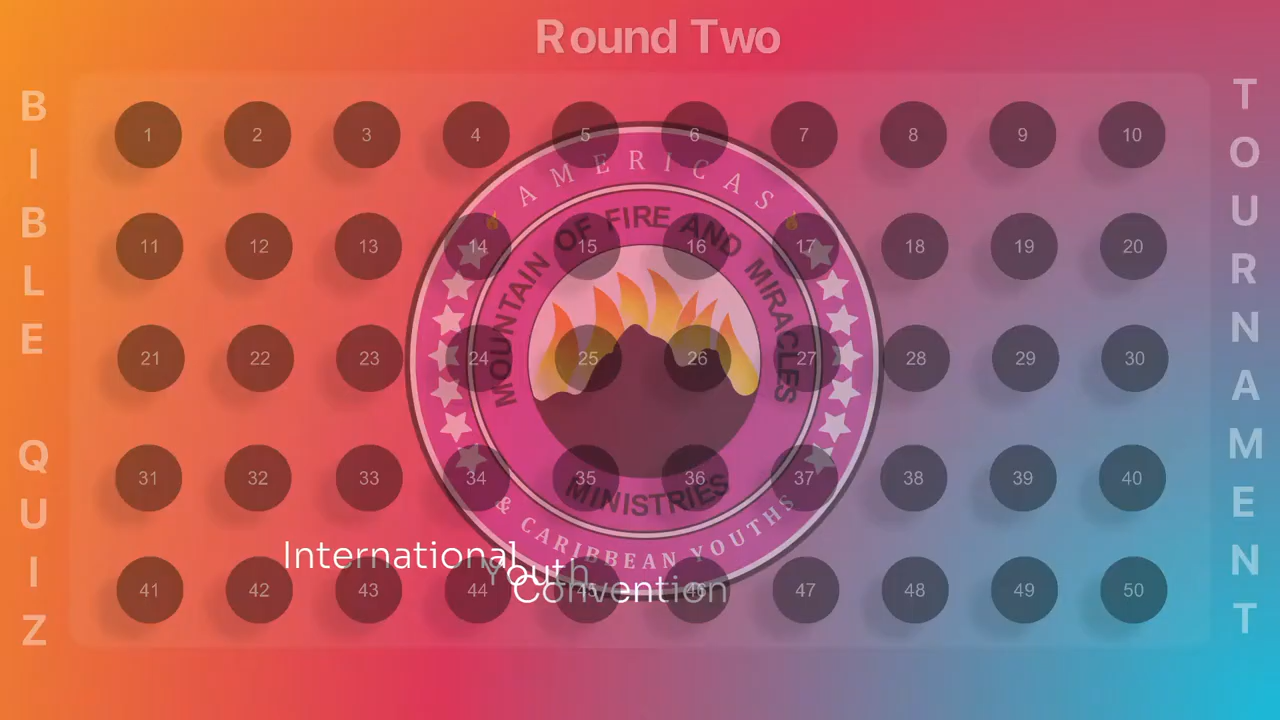 Round Two
BIBLE QUIZ
TOURNAMENT
1 2 3 4 5 6 7 8 9 10
11 12 13 14 15 16 17 18 19 20
21 22 23 24 25 26 27 28 29 30
31 32 33 34 35 36 37 38 39 40
41 42 43 44 45 46 47 48 49 50
AMERICAS
MOUNTAIN OF FIRE AND MIRACLES
MINISTRIES
& CARIBBEAN YOUTHS
International
Youth
Convention